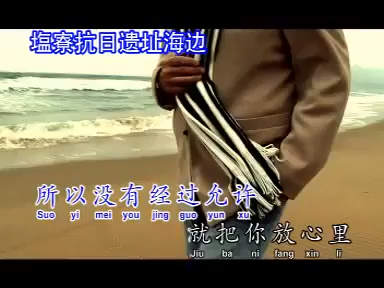 塩寮抗日遗址海边
所以没有经过允许
Suo yi mei you jing guo yun xu
就把你放心里
Jiu ba ni fang xin li